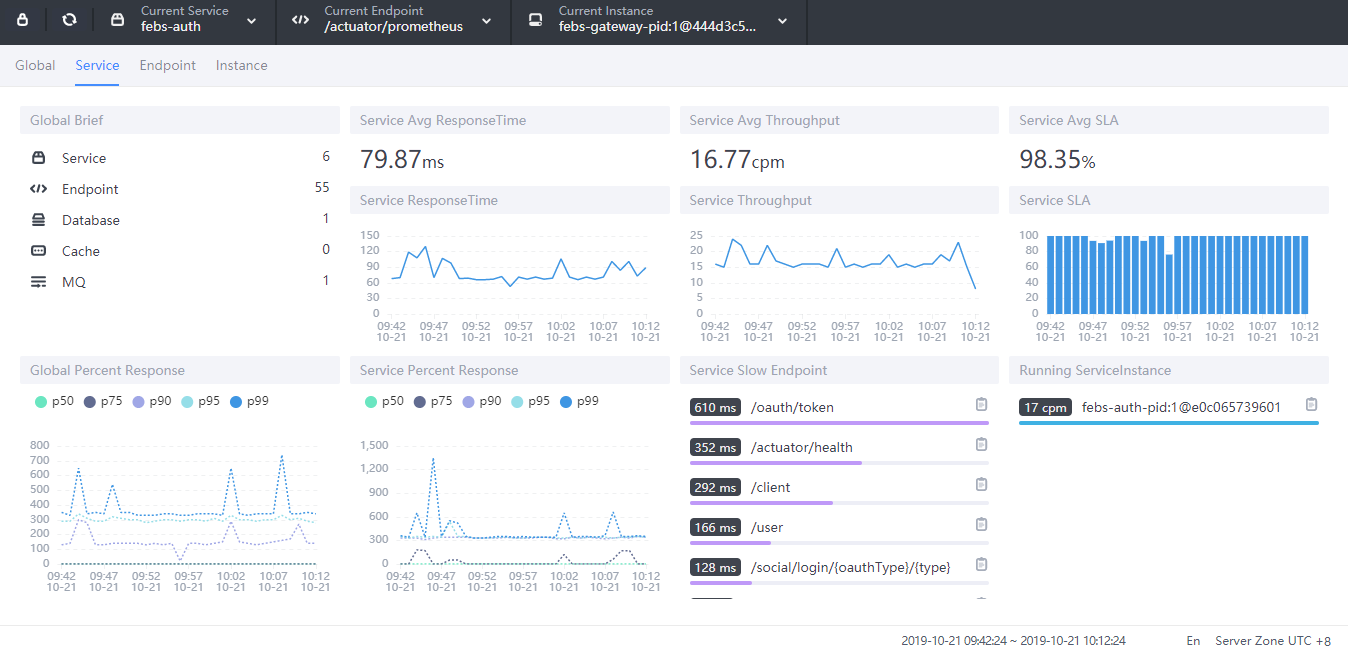 Current Service
febs-auth
Current Endpoint
/actuator/prometheus
Current Instance
febs-gateway-pid:1@444d3c5...
Global Service Endpoint Instance
Global Brief
Service 6
Endpoint 55
Database 1
Cache 0
MQ 1
Service Avg ResponseTime
79.87ms
Service Avg Throughput
16.77cpm
Service Avg SLA
98.35%
Service ResponseTime
150
120
90
60
30
0
09:42 09:47 09:52 09:57 10:02 10:07 10:12
10-21 10-21 10-21 10-21 10-21 10-21 10-21
Service Throughput
25
20
15
10
5
0
09:42 09:47 09:52 09:57 10:02 10:07 10:12
10-21 10-21 10-21 10-21 10-21 10-21 10-21
Service SLA
100
80
60
40
20
0
09:42 09:47 09:52 09:57 10:02 10:07 10:12
10-21 10-21 10-21 10-21 10-21 10-21 10-21
Global Percent Response
p50 p75 p90 p95 p99
800
700
600
500
400
300
200
100
0
09:42 09:47 09:52 09:57 10:02 10:07 10:12
10-21 10-21 10-21 10-21 10-21 10-21 10-21
Service Percent Response
p50 p75 p90 p95 p99
1,500
1,200
900
600
300
0
09:42 09:47 09:52 09:57 10:02 10:07 10:12
10-21 10-21 10-21 10-21 10-21 10-21 10-21
Service Slow Endpoint
610 ms /oauth/token
352 ms /actuator/health
292 ms /client
166 ms /user
128 ms /social/login/{oauthType}/{type}
Running ServiceInstance
17 cpm febs-auth-pid:1@e0c065739601
2019-10-21 09:42:24 ~ 2019-10-21 10:12:24 En Server Zone UTC +8